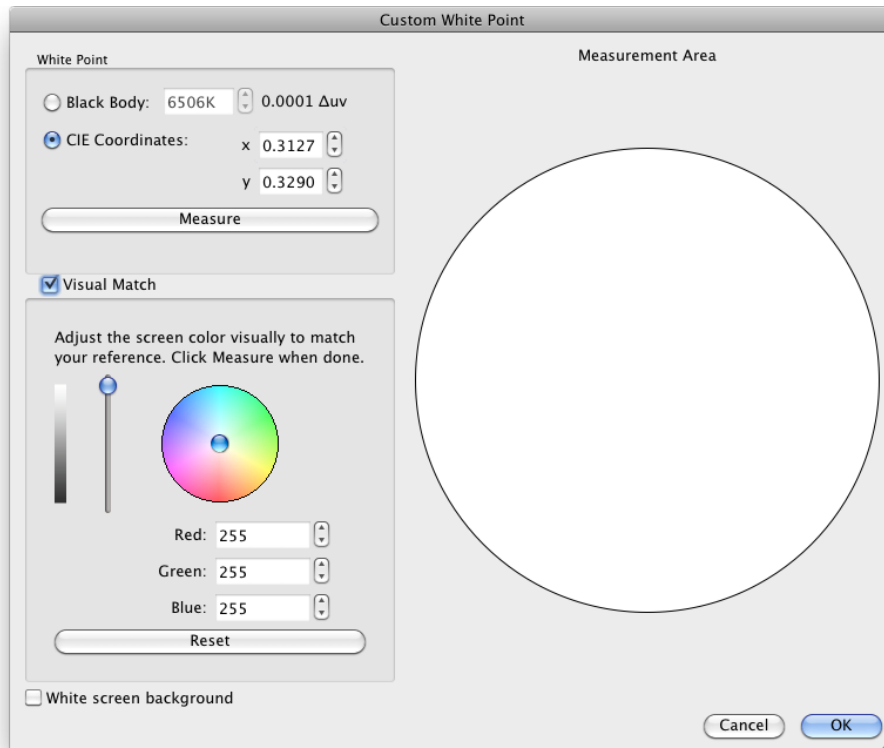 Custom White Point
White Point
Black Body: 6506K 0.0001 Δuv
CIE Coordinates: x 0.3127
y 0.3290
Measure
Visual Match
Adjust the screen color visually to match
your reference. Click Measure when done.
Red: 255
Green: 255
Blue: 255
Reset
White screen background
Measurement Area
Cancel OK